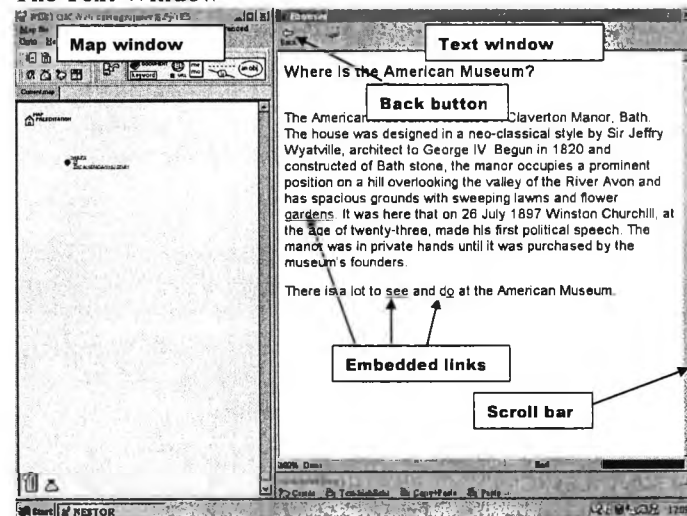 The Text Window
Map window
Text window
Back
Where is the American Museum?
Back button
The American Claverton Manor, Bath.
The house was designed in a neo-classical style by Sir Jeffry
Wyatville, architect to George IV Begun in 1820 and
constructed of Bath stone, the manor occupies a prominent
position on a hill overlooking the valley of the River Avon and
has spacious grounds with sweeping lawns and flower
gardens. It was here that on 26 July 1897 Winston Churchill, at
the age of twenty-three, made his first political speech. The
manor was in private hands until it was purchased by the
museum's founders.
There is a lot to see and do at the American Museum.
Embedded links
Scroll bar
Current map
MAP
PRESENTATION
keyword
Start NESTOR